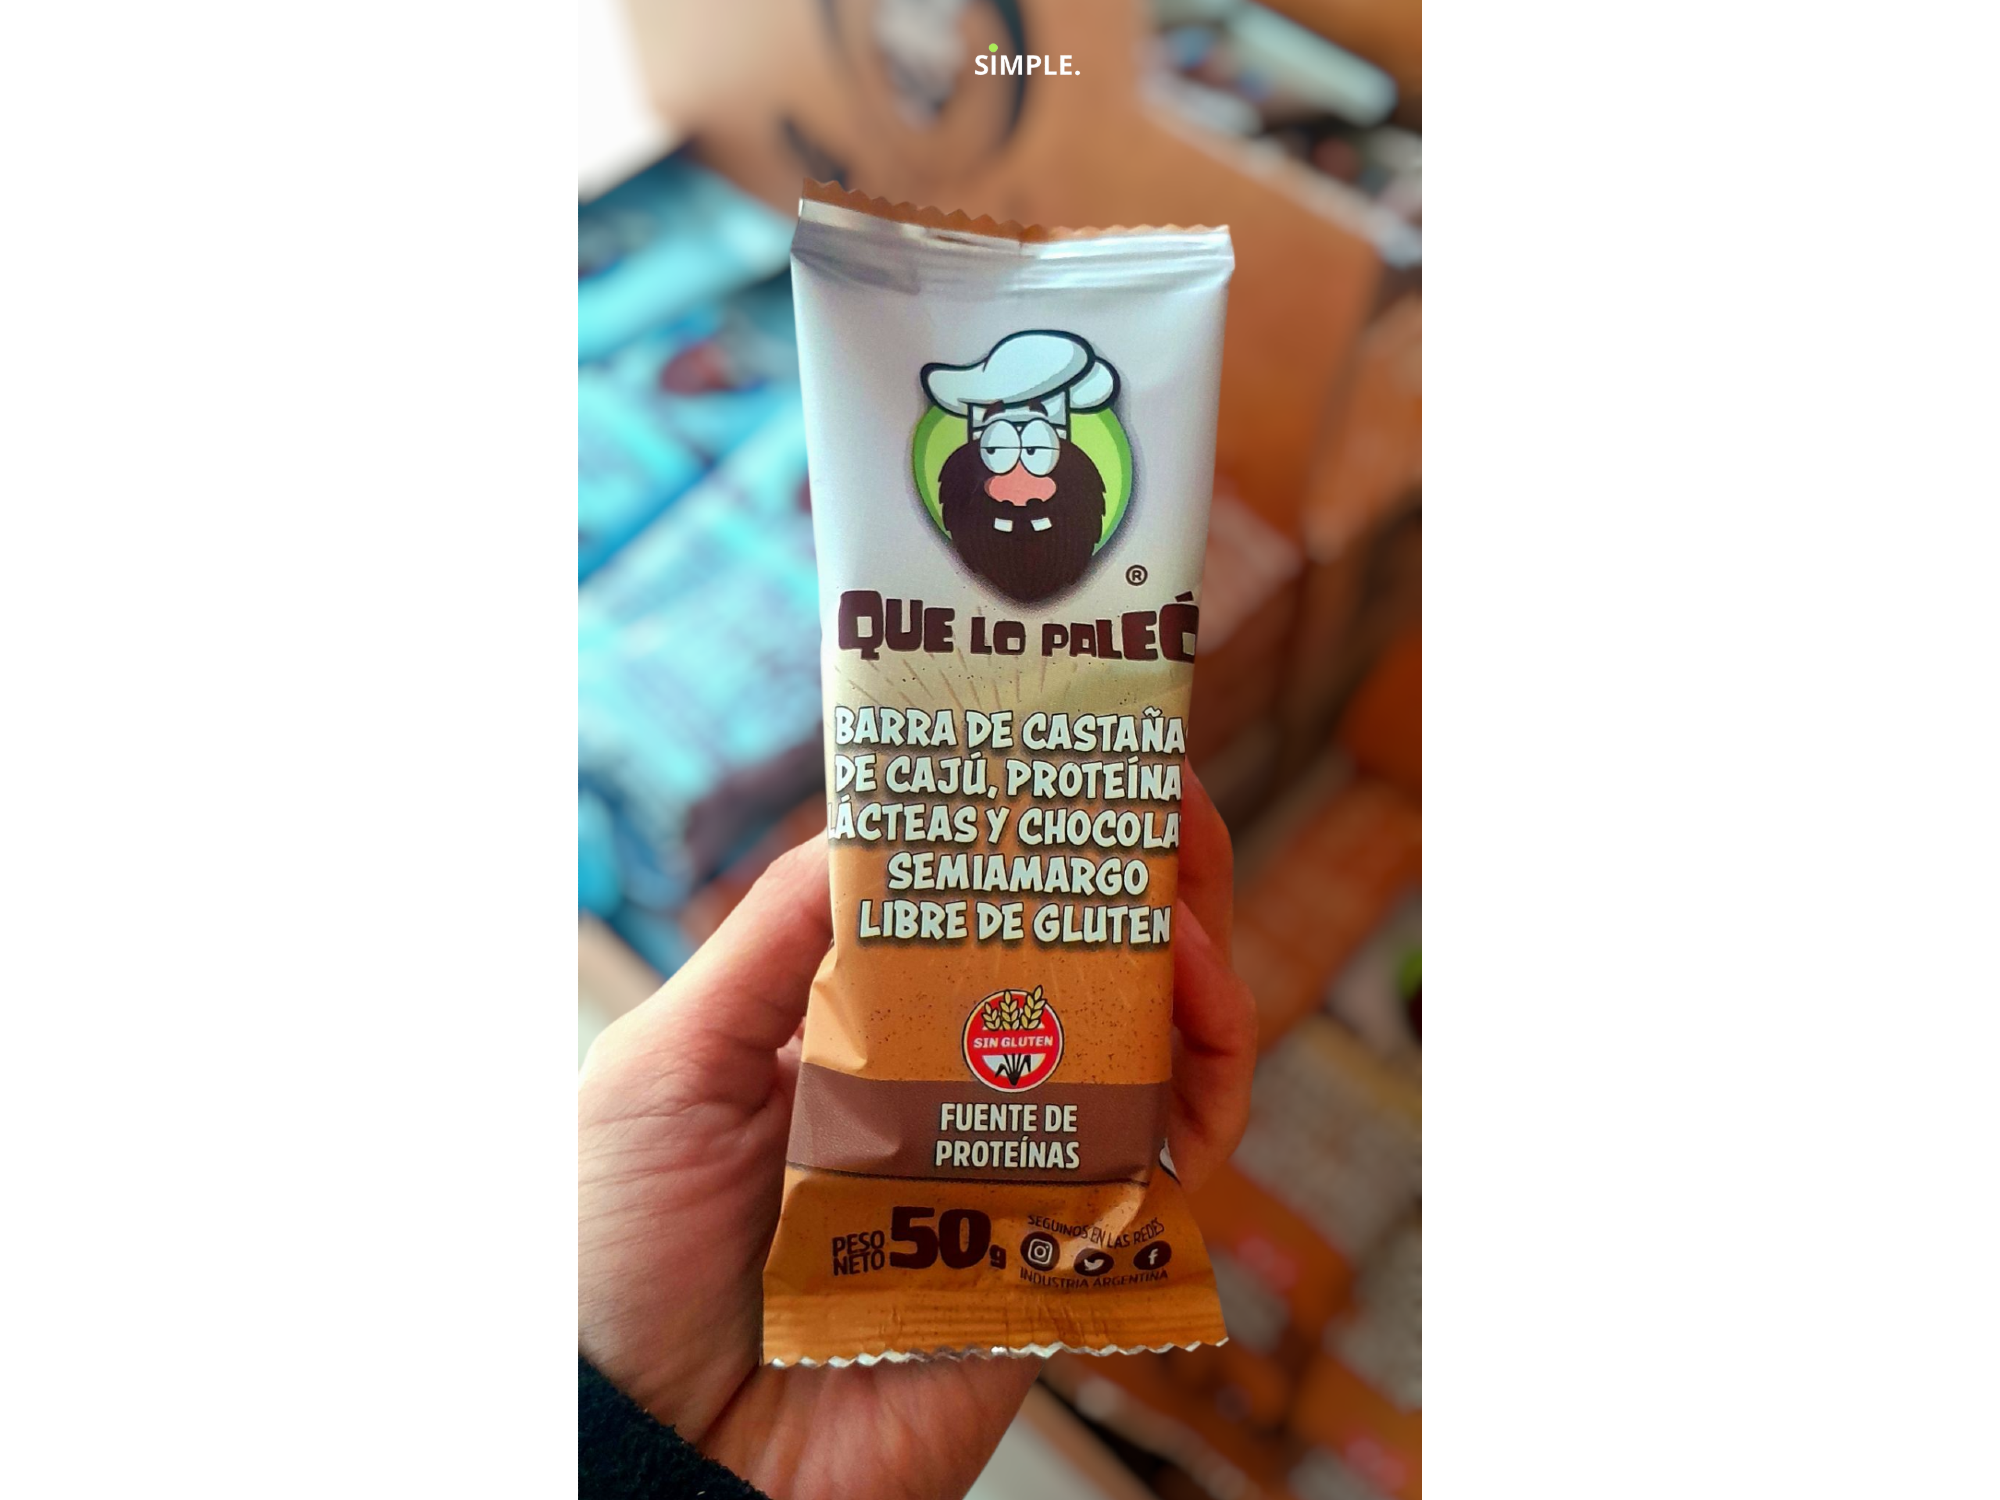 SIMPLE.
®
QUE LO PALEÓ
BARRA DE CASTAÑA
DE CAJÚ, PROTEÍNA
LÁCTEAS Y CHOCOLA
SEMIAMARGO
LIBRE DE GLUTEN
SIN GLUTEN
FUENTE DE
PROTEÍNAS
PESO
NETO 50g
SEGUINOS EN LAS REDES
INDUSTRIA ARGENTINA